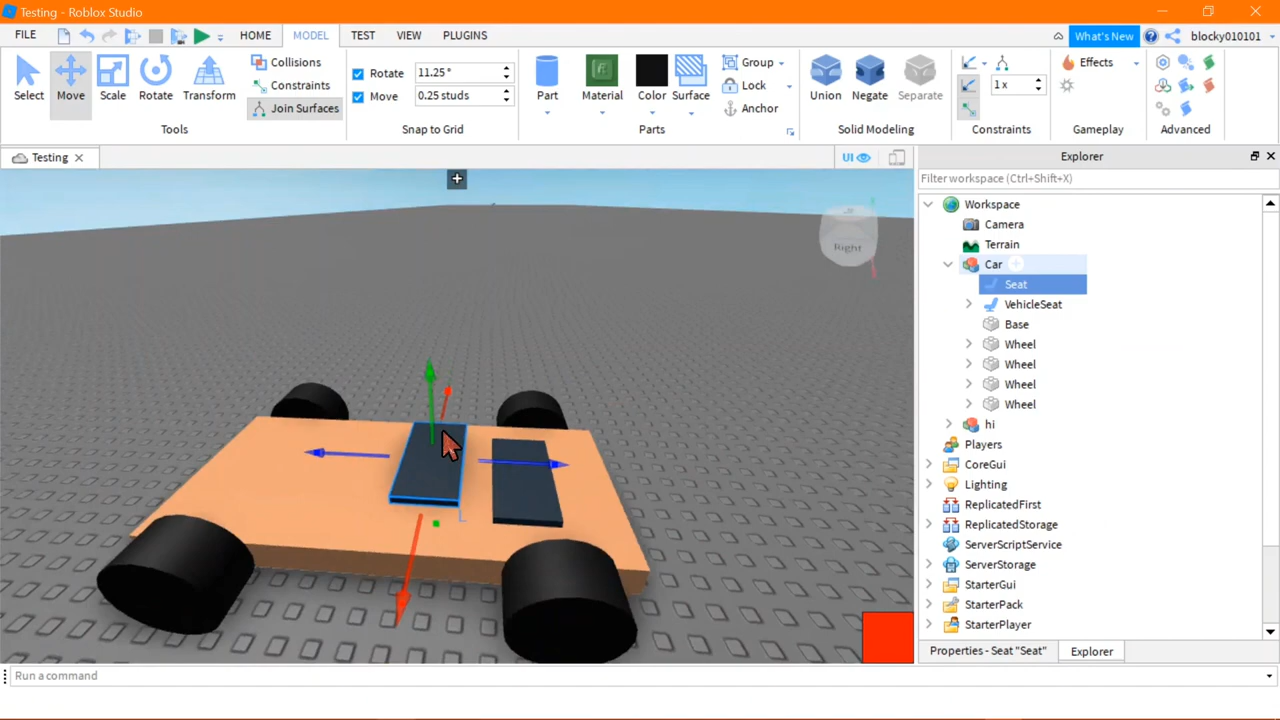 Testing - Roblox Studio
FILE HOME MODEL TEST VIEW PLUGINS What's New blocky010101
Select Move Scale Rotate Transform
Collisions
Constraints
Join Surfaces
Tools
Rotate 11.25°
Move 0.25 studs
Snap to Grid
Part Material Color Surface
Group
Lock
Anchor
Parts
Union Negate Separate
Solid Modeling
1 x
Constraints
Effects
Gameplay
Advanced
Testing
UI
Right
Explorer
Filter workspace (Ctrl+Shift+X)
Workspace
Camera
Terrain
Car
Seat
VehicleSeat
Base
Wheel
Wheel
Wheel
Wheel
hi
Players
CoreGui
Lighting
ReplicatedFirst
ReplicatedStorage
ServerScriptService
ServerStorage
StarterGui
StarterPack
StarterPlayer
Properties - Seat "Seat" Explorer
Run a command